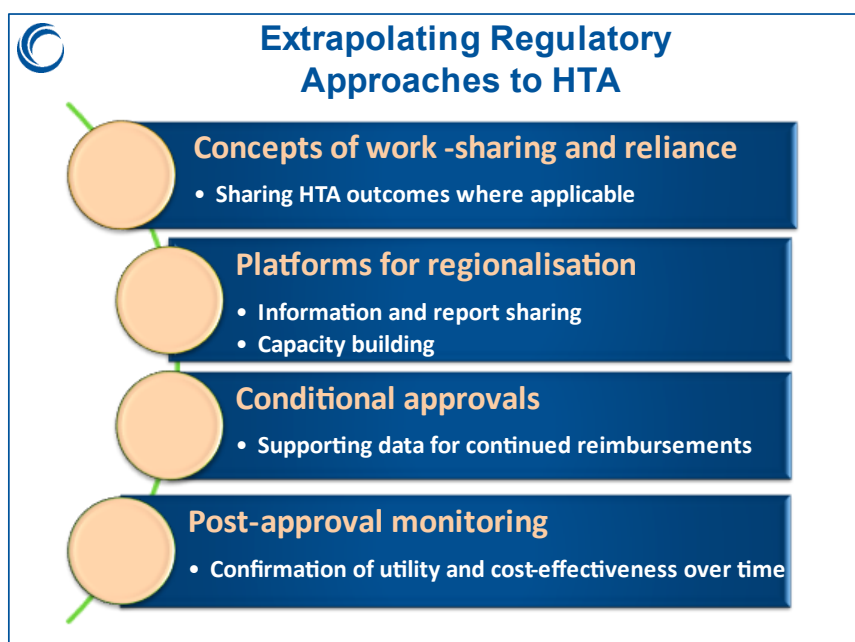 Extrapolating Regulatory
Approaches to HTA
Concepts of work -sharing and reliance
• Sharing HTA outcomes where applicable
Platforms for regionalisation
• Information and report sharing
• Capacity building
Conditional approvals
• Supporting data for continued reimbursements
Post-approval monitoring
• Confirmation of utility and cost-effectiveness over time